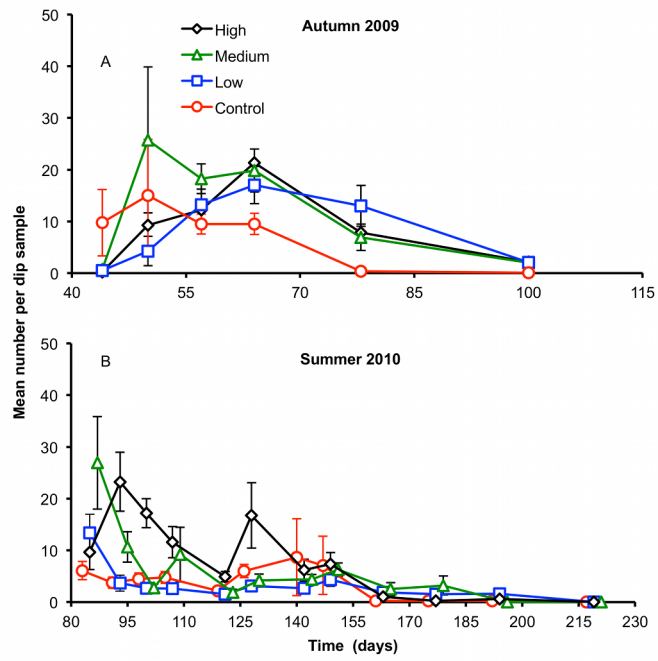 Autumn 2009
A
High
Medium
Low
Control
50
40
30
20
10
0
40 55 70 85 100 115
Mean number per dip sample
Summer 2010
B
50
40
30
20
10
0
80 95 110 125 140 155 170 185 200 215 230
Time (days)